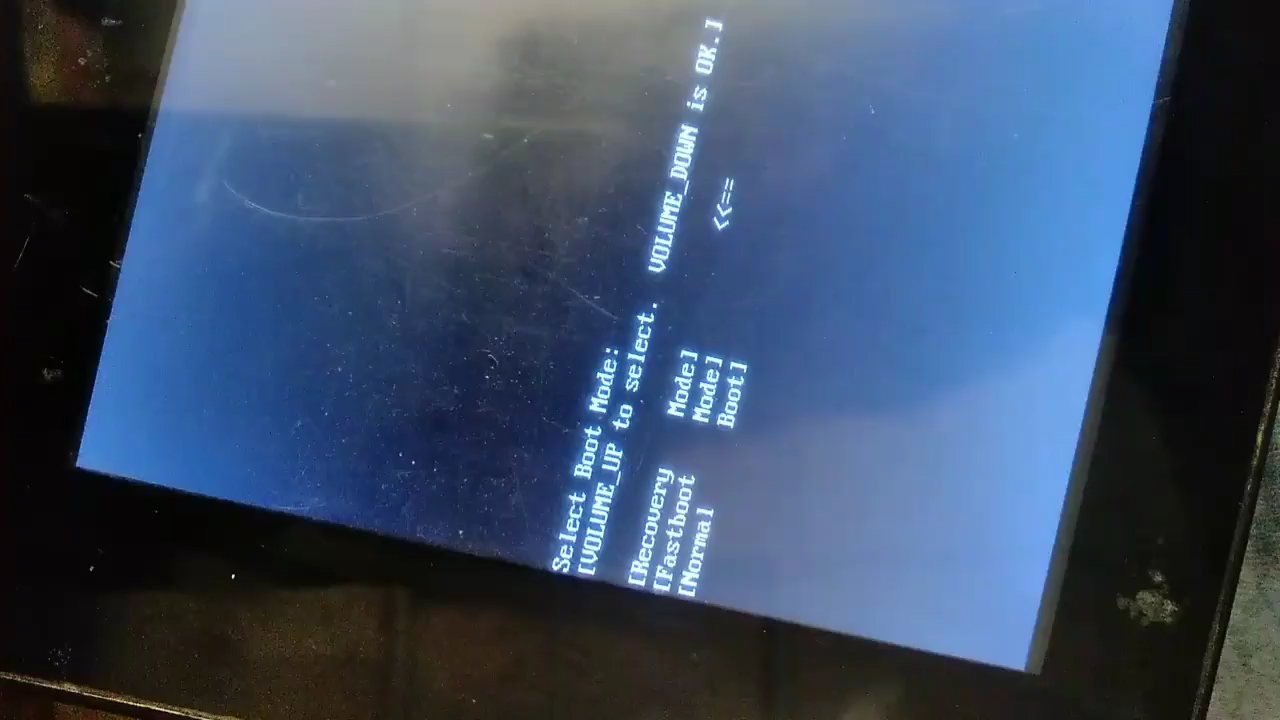 Select Boot Mode:
[VOLUME_UP to select. VOLUME_DOWN is OK.]
[Recovery Mode] <<==
[Fastboot Mode]
[Normal Boot]